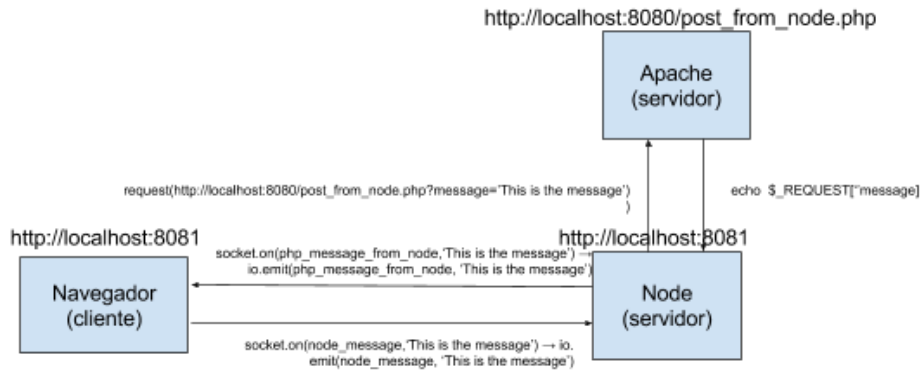 http://localhost:8080/post_from_node.php
Apache
(servidor)
request(http://localhost:8080/post_from_node.php?message='This is the message')
)
echo $_REQUEST["message]
http://localhost:8081
http://localhost:8081
socket.on(php_message_from_node,'This is the message') →
io.emit(php_message_from_node, 'This is the message')
Navegador
(cliente)
Node
(servidor)
socket.on(node_message,'This is the message') → io.
emit(node_message, 'This is the message')